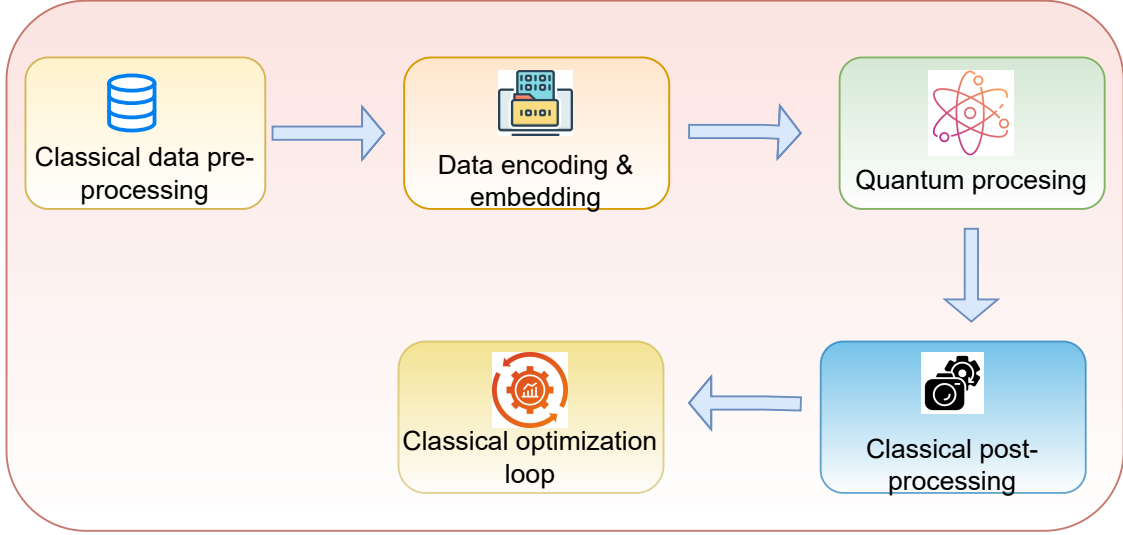 Classical data pre-
processing
Data encoding &
embedding
Quantum procesing
Classical post-
processing
Classical optimization
loop